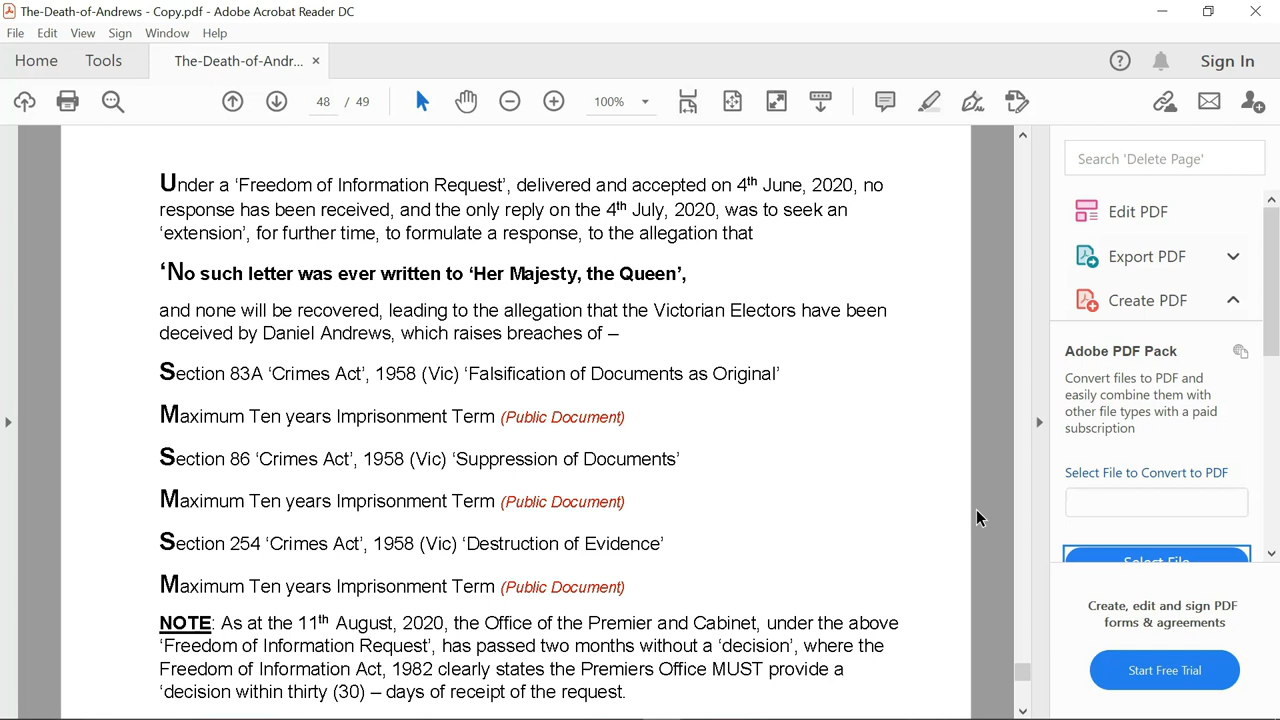 The-Death-of-Andrews - Copy.pdf - Adobe Acrobat Reader DC
File Edit View Sign Window Help
Home Tools The-Death-of-Andr... × Sign In
48 / 49 100%
Search 'Delete Page'
Under a ‘Freedom of Information Request’, delivered and accepted on 4th June, 2020, no
response has been received, and the only reply on the 4th July, 2020, was to seek an
‘extension’, for further time, to formulate a response, to the allegation that
‘No such letter was ever written to ‘Her Majesty, the Queen’,
and none will be recovered, leading to the allegation that the Victorian Electors have been
deceived by Daniel Andrews, which raises breaches of –
Section 83A ‘Crimes Act’, 1958 (Vic) ‘Falsification of Documents as Original’
Maximum Ten years Imprisonment Term (Public Document)
Section 86 ‘Crimes Act’, 1958 (Vic) ‘Suppression of Documents’
Maximum Ten years Imprisonment Term (Public Document)
Section 254 ‘Crimes Act’, 1958 (Vic) ‘Destruction of Evidence’
Maximum Ten years Imprisonment Term (Public Document)
NOTE: As at the 11th August, 2020, the Office of the Premier and Cabinet, under the above
‘Freedom of Information Request’, has passed two months without a ‘decision’, where the
Freedom of Information Act, 1982 clearly states the Premiers Office MUST provide a
‘decision within thirty (30) – days of receipt of the request.
Edit PDF
Export PDF
Create PDF
Adobe PDF Pack
Convert files to PDF and
easily combine them with
other file types with a paid
subscription
Select File to Convert to PDF
Select File
Create, edit and sign PDF
forms & agreements
Start Free Trial